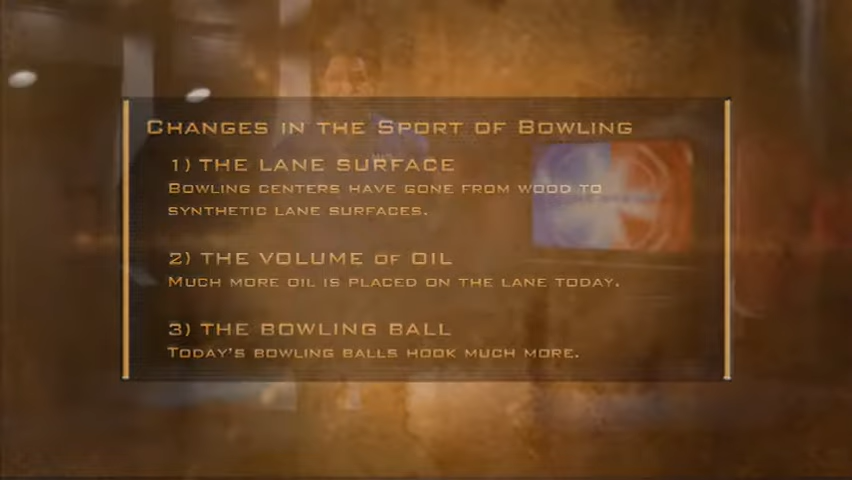 Changes in the Sport of Bowling
1) THE LANE SURFACE
Bowling centers have gone from wood to
synthetic lane surfaces.
2) THE VOLUME OF OIL
Much more oil is placed on the lane today.
3) THE BOWLING BALL
Today's bowling balls hook much more.